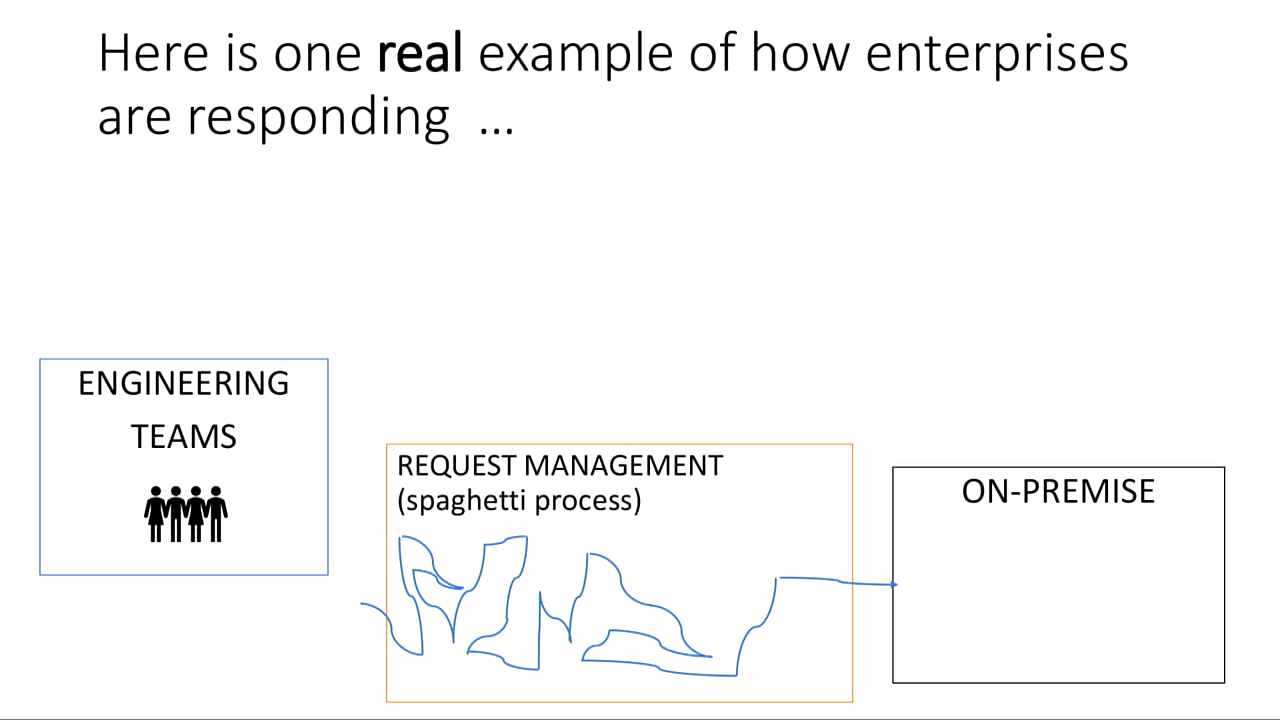 Here is one real example of how enterprises
are responding ...
ENGINEERING
TEAMS
REQUEST MANAGEMENT
(spaghetti process)
ON-PREMISE